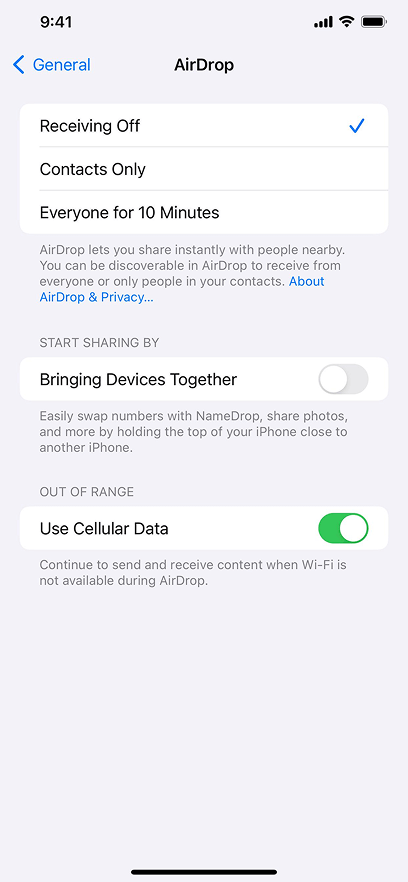 9:41
General
AirDrop
Receiving Off
Contacts Only
Everyone for 10 Minutes
AirDrop lets you share instantly with people nearby.
You can be discoverable in AirDrop to receive from
everyone or only people in your contacts. About
AirDrop & Privacy...
START SHARING BY
Bringing Devices Together
Easily swap numbers with NameDrop, share photos,
and more by holding the top of your iPhone close to
another iPhone.
OUT OF RANGE
Use Cellular Data
Continue to send and receive content when Wi-Fi is
not available during AirDrop.